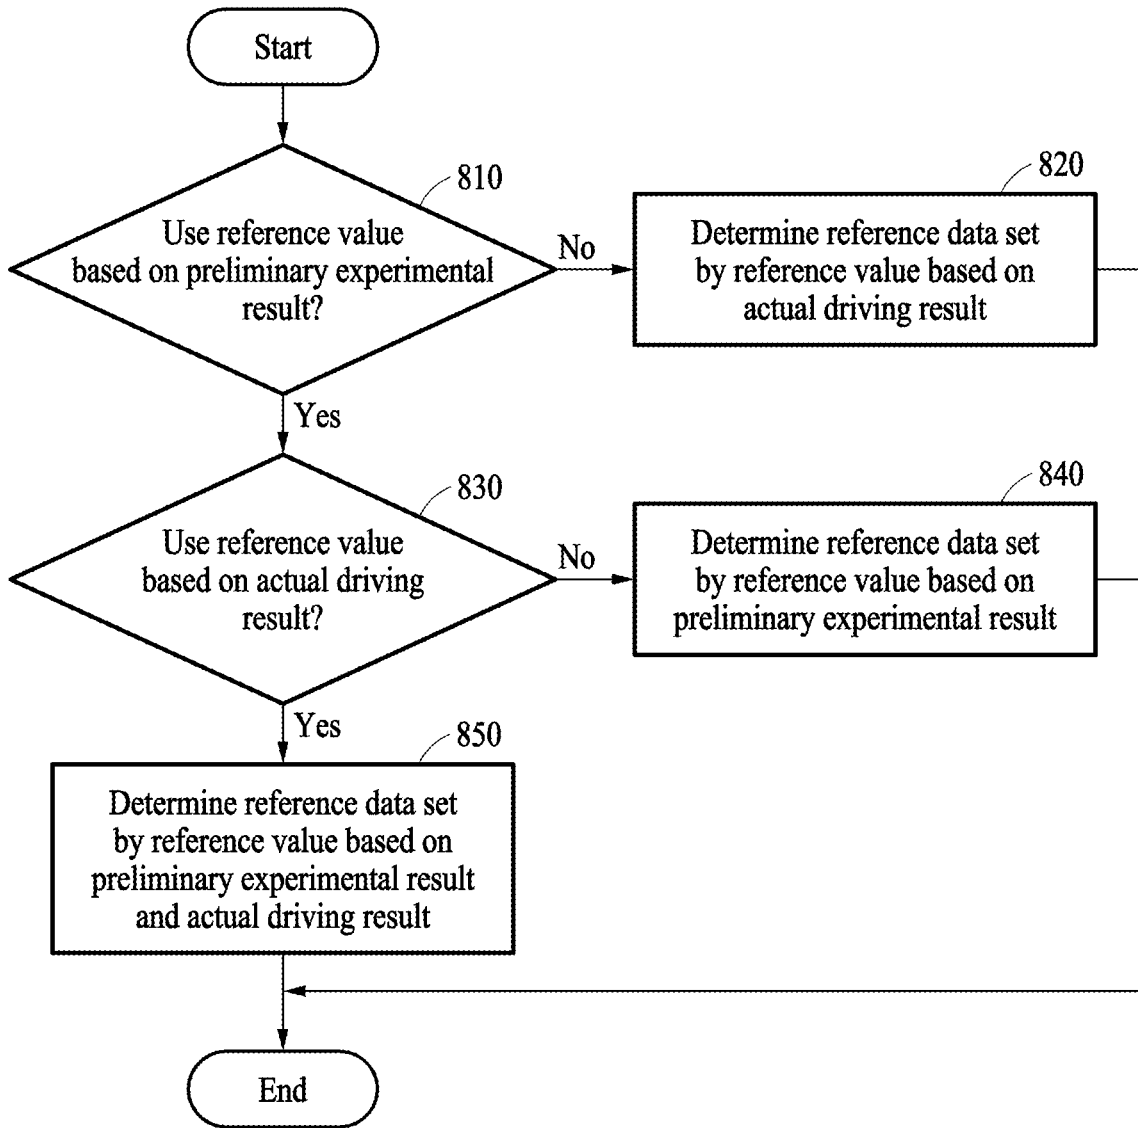 Start
810
Use reference value
based on preliminary experimental
result?
No
820
Determine reference data set
by reference value based on
actual driving result
Yes
830
Use reference value
based on actual driving
result?
No
840
Determine reference data set
by reference value based on
preliminary experimental result
Yes
850
Determine reference data set
by reference value based on
preliminary experimental result
and actual driving result
End